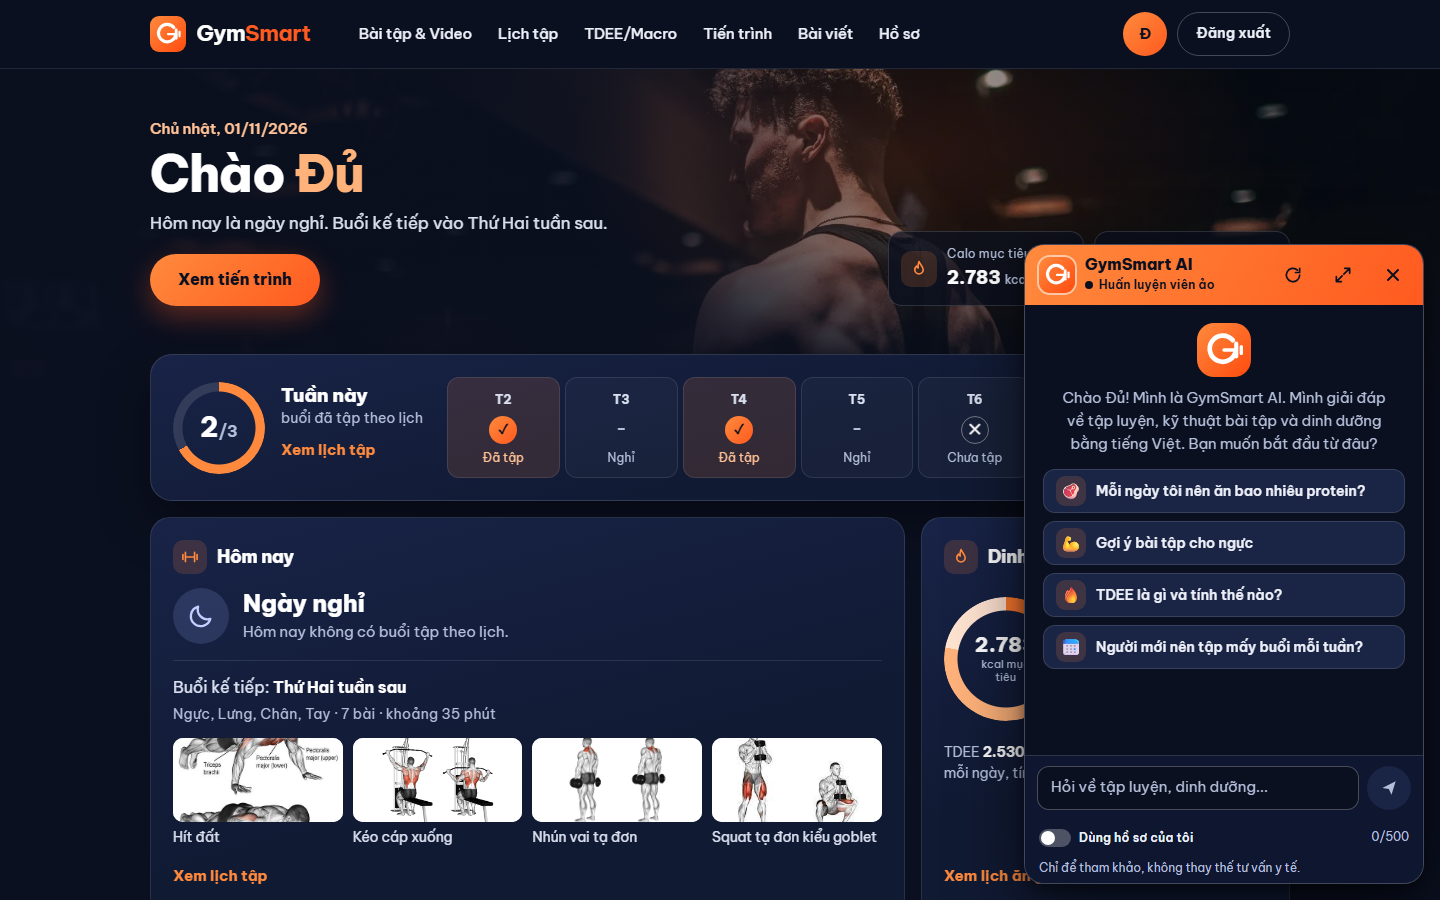 GymSmart
Bài tập & Video
Lịch tập
TDEE/Macro
Tiến trình
Bài viết
Hồ sơ
Đ
Đăng xuất
Chủ nhật, 01/11/2026
Chào Đủ
Hôm nay là ngày nghỉ. Buổi kế tiếp vào Thứ Hai tuần sau.
Xem tiến trình
Calo mục tiêu
2.783 kc
2/3
Tuần này
buổi đã tập theo lịch
Xem lịch tập
T2
Đã tập
T3
–
Nghỉ
T4
Đã tập
T5
–
Nghỉ
T6
Chưa tập
Hôm nay
Ngày nghỉ
Hôm nay không có buổi tập theo lịch.
Buổi kế tiếp: Thứ Hai tuần sau
Ngực, Lưng, Chân, Tay · 7 bài · khoảng 35 phút
Triceps
brachii
Pectoralis
major (lower)
Pectoralis
major (upper)
Hít đất
Kéo cáp xuống
Nhún vai tạ đơn
Squat tạ đơn kiểu goblet
Xem lịch tập
Dinh
2.783
kcal mụ
tiêu
TDEE 2.530
mỗi ngày, tí
Xem lịch ăn
GymSmart AI
Huấn luyện viên ảo
Chào Đủ! Mình là GymSmart AI. Mình giải đáp
về tập luyện, kỹ thuật bài tập và dinh dưỡng
bằng tiếng Việt. Bạn muốn bắt đầu từ đâu?
Mỗi ngày tôi nên ăn bao nhiêu protein?
Gợi ý bài tập cho ngực
TDEE là gì và tính thế nào?
Người mới nên tập mấy buổi mỗi tuần?
Hỏi về tập luyện, dinh dưỡng...
Dùng hồ sơ của tôi
0/500
Chỉ để tham khảo, không thay thế tư vấn y tế.